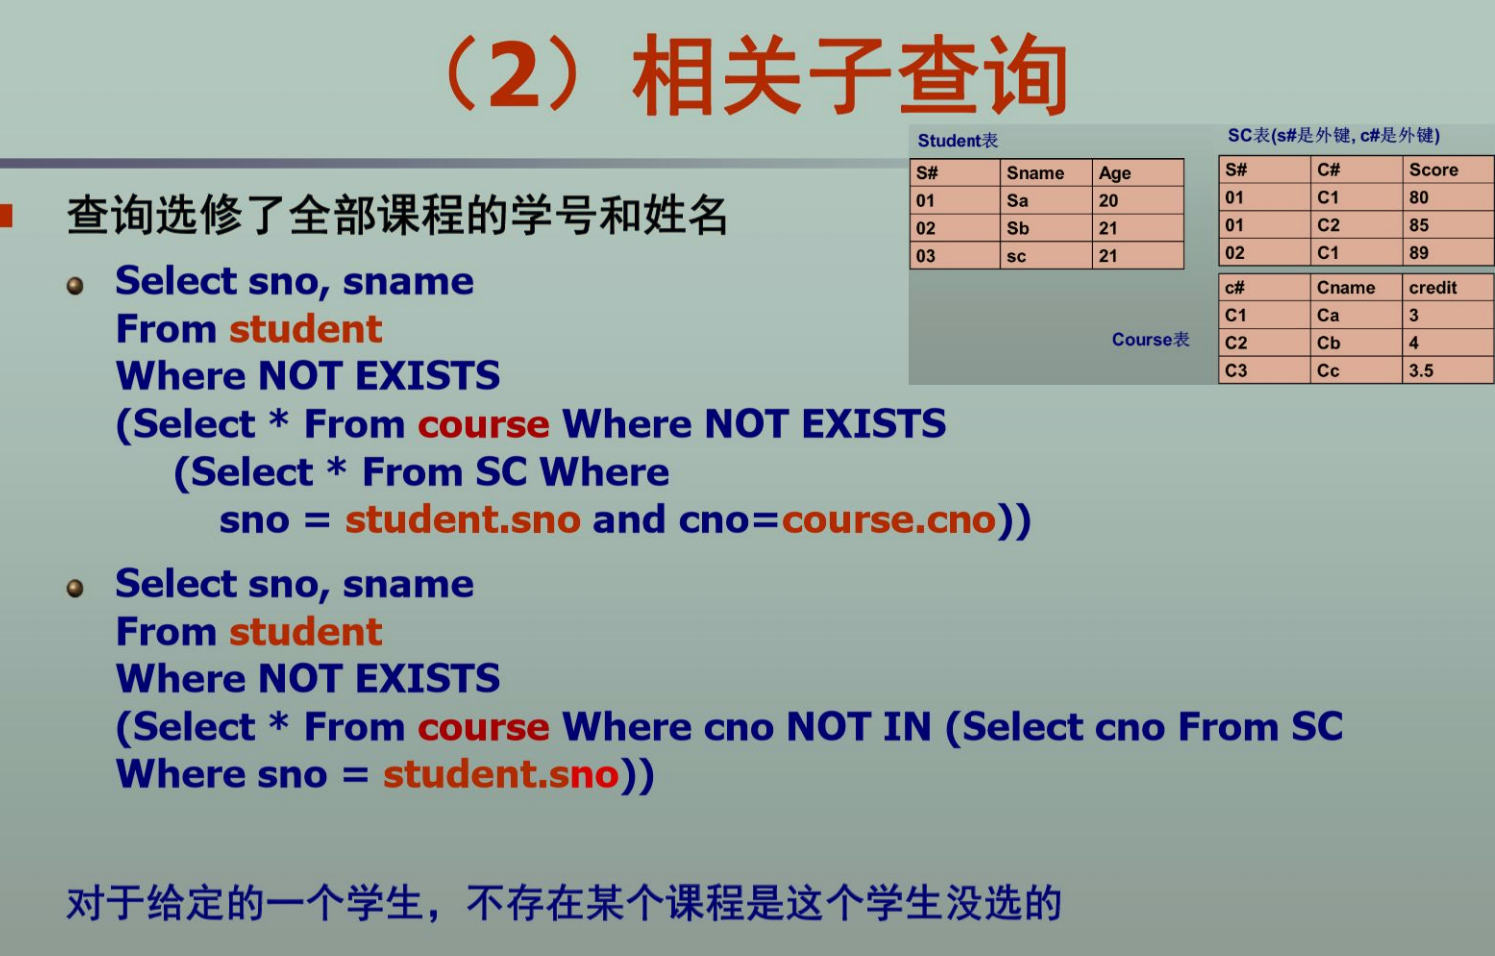 （2）相关子查询
查询选修了全部课程的学号和姓名
Select sno, sname
From student
Where NOT EXISTS
(Select * From course Where NOT EXISTS
(Select * From SC Where
sno = student.sno and cno=course.cno))
Select sno, sname
From student
Where NOT EXISTS
(Select * From course Where cno NOT IN (Select cno From SC
Where sno = student.sno))
对于给定的一个学生，不存在某个课程是这个学生没选的
Student表
S# Sname Age
01 Sa 20
02 Sb 21
03 sc 21
SC表(s#是外键, c#是外键)
S# C# Score
01 C1 80
01 C2 85
02 C1 89
Course表
c# Cname credit
C1 Ca 3
C2 Cb 4
C3 Cc 3.5